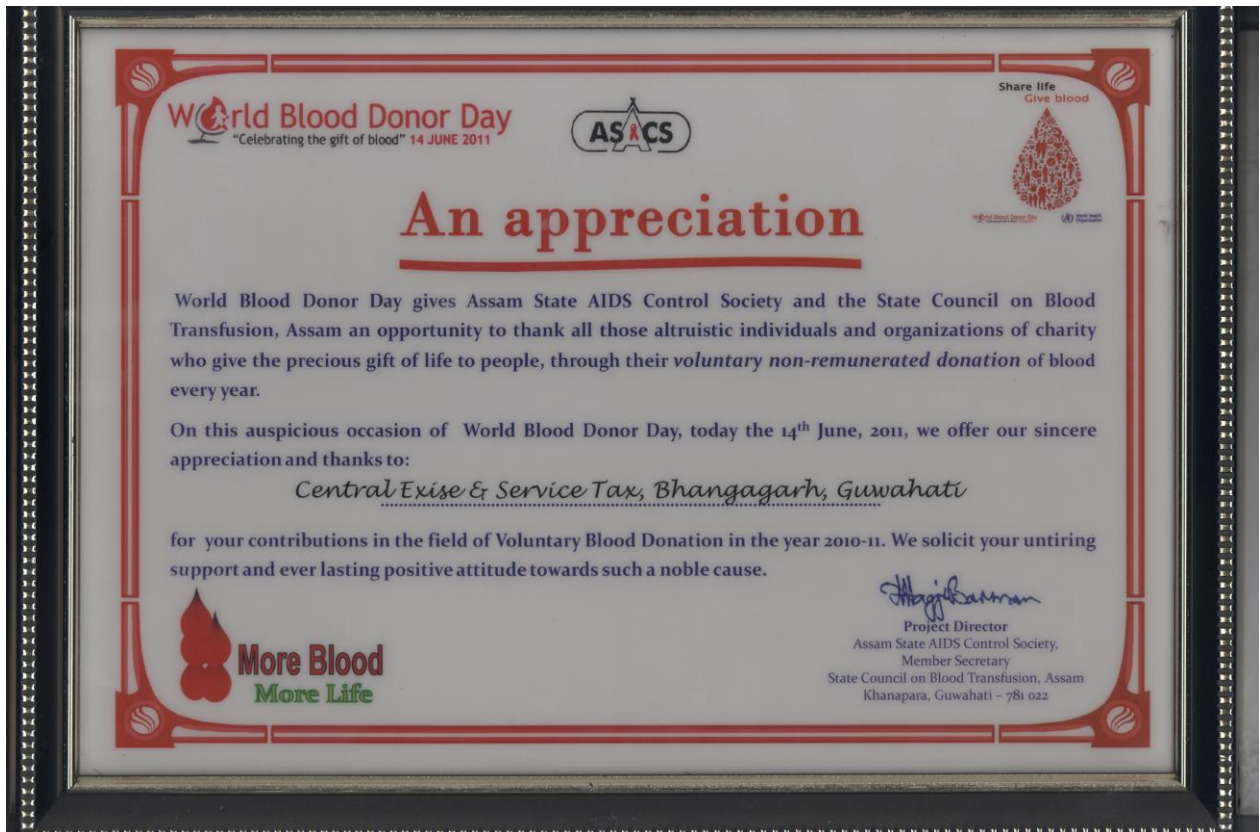 World Blood Donor Day
"Celebrating the gift of blood" 14 JUNE 2011
ASACS
Share life
Give blood
World Blood Donor Day
World Health
Organization
An appreciation
World Blood Donor Day gives Assam State AIDS Control Society and the State Council on Blood
Transfusion, Assam an opportunity to thank all those altruistic individuals and organizations of charity
who give the precious gift of life to people, through their voluntary non-remunerated donation of blood
every year.
On this auspicious occasion of World Blood Donor Day, today the 14th June, 2011, we offer our sincere
appreciation and thanks to:
Central Exise & Service Tax, Bhangagarh, Guwahati
for your contributions in the field of Voluntary Blood Donation in the year 2010-11. We solicit your untiring
support and ever lasting positive attitude towards such a noble cause.
Project Director
Assam State AIDS Control Society,
Member Secretary
State Council on Blood Transfusion, Assam
Khanapara, Guwahati – 781 022
More Blood
More Life